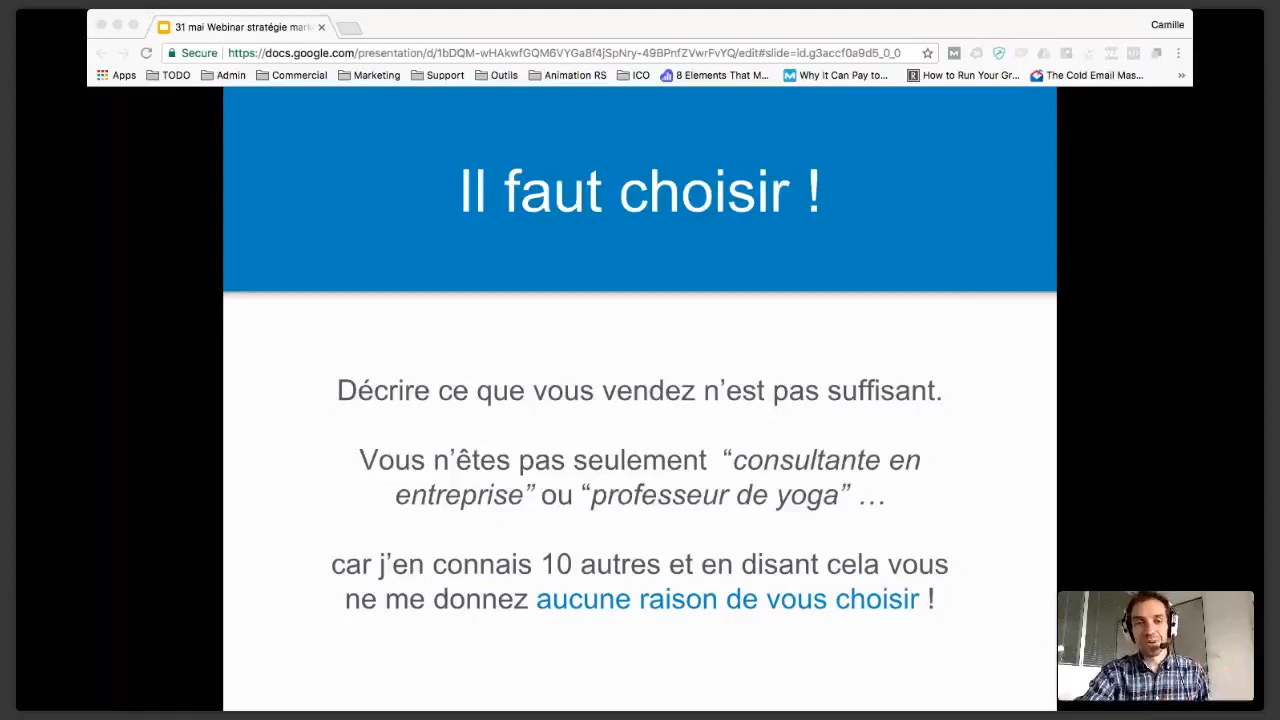 31 mai Webinar stratégie mark
Camille
Secure
https://docs.google.com/presentation/d/1bDQM-wHAkwfGQM6VYGa8f4jSpNry-49BPnfZVwrFvYQ/edit#slide=id.g3accf0a9d5_0_0
Apps TODO Admin Commercial Marketing Support Outils Animation RS ICO 8 Elements That M... Why It Can Pay to... How to Run Your Gr... The Cold Email Mas... »
Il faut choisir !
Décrire ce que vous vendez n’est pas suffisant.
Vous n’êtes pas seulement “consultante en
entreprise” ou “professeur de yoga” …
car j’en connais 10 autres et en disant cela vous
ne me donnez aucune raison de vous choisir !